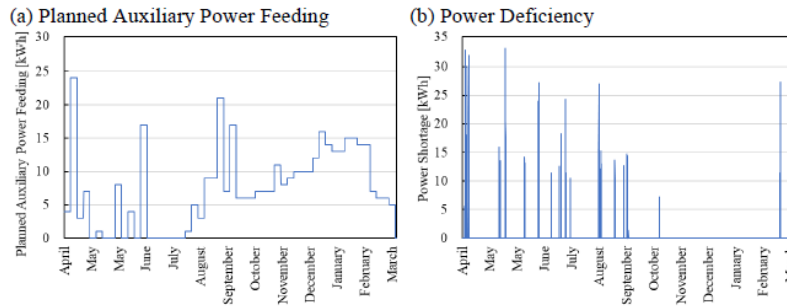 (a) Planned Auxiliary Power Feeding
Planned Auxiliary Power Feeding [kWh]
30
25
20
15
10
5
0
April
May
May
June
July
August
September
October
November
December
January
February
March
(b) Power Deficiency
Power Shortage [kWh]
35
30
25
20
15
10
5
0
April
May
May
June
July
August
September
October
November
December
January
February
March